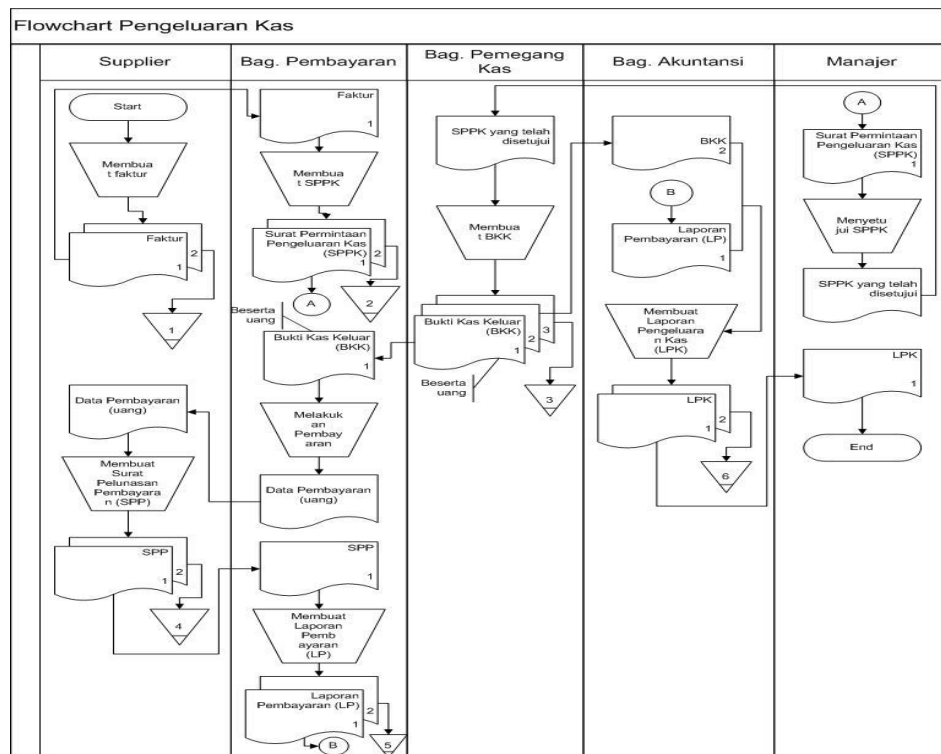 Flowchart Pengeluaran Kas
Supplier
Bag. Pembayaran
Bag. Pemegang
Kas
Bag. Akuntansi
Manajer
Start
Membua
t faktur
Faktur
2
1
1
Data Pembayaran
(uang)
Membuat
Surat
Pelunasan
Pembayara
n (SPP)
SPP
2
1
4
Faktur
1
Membua
t SPPK
Surat Permintaan
Pengeluaran Kas
(SPPK)
2
1
A
2
Beserta
uang
Bukti Kas Keluar
(BKK)
1
Melakuk
an
Pembay
aran
Data Pembayaran
(uang)
SPP
1
Membuat
Laporan
Pemb
ayaran
(LP)
Laporan
Pembayaran (LP)
2
1
B
5
SPPK yang telah
disetujui
Membua
t BKK
Bukti Kas Keluar
(BKK)
3
2
1
Beserta
uang
3
BKK
2
B
Laporan
Pembayaran (LP)
1
Membuat
Laporan
Pengeluara
n Kas
(LPK)
LPK
2
1
6
A
Surat Permintaan
Pengeluaran Kas
(SPPK)
1
Menyetu
jui SPPK
SPPK yang telah
disetujui
LPK
1
End